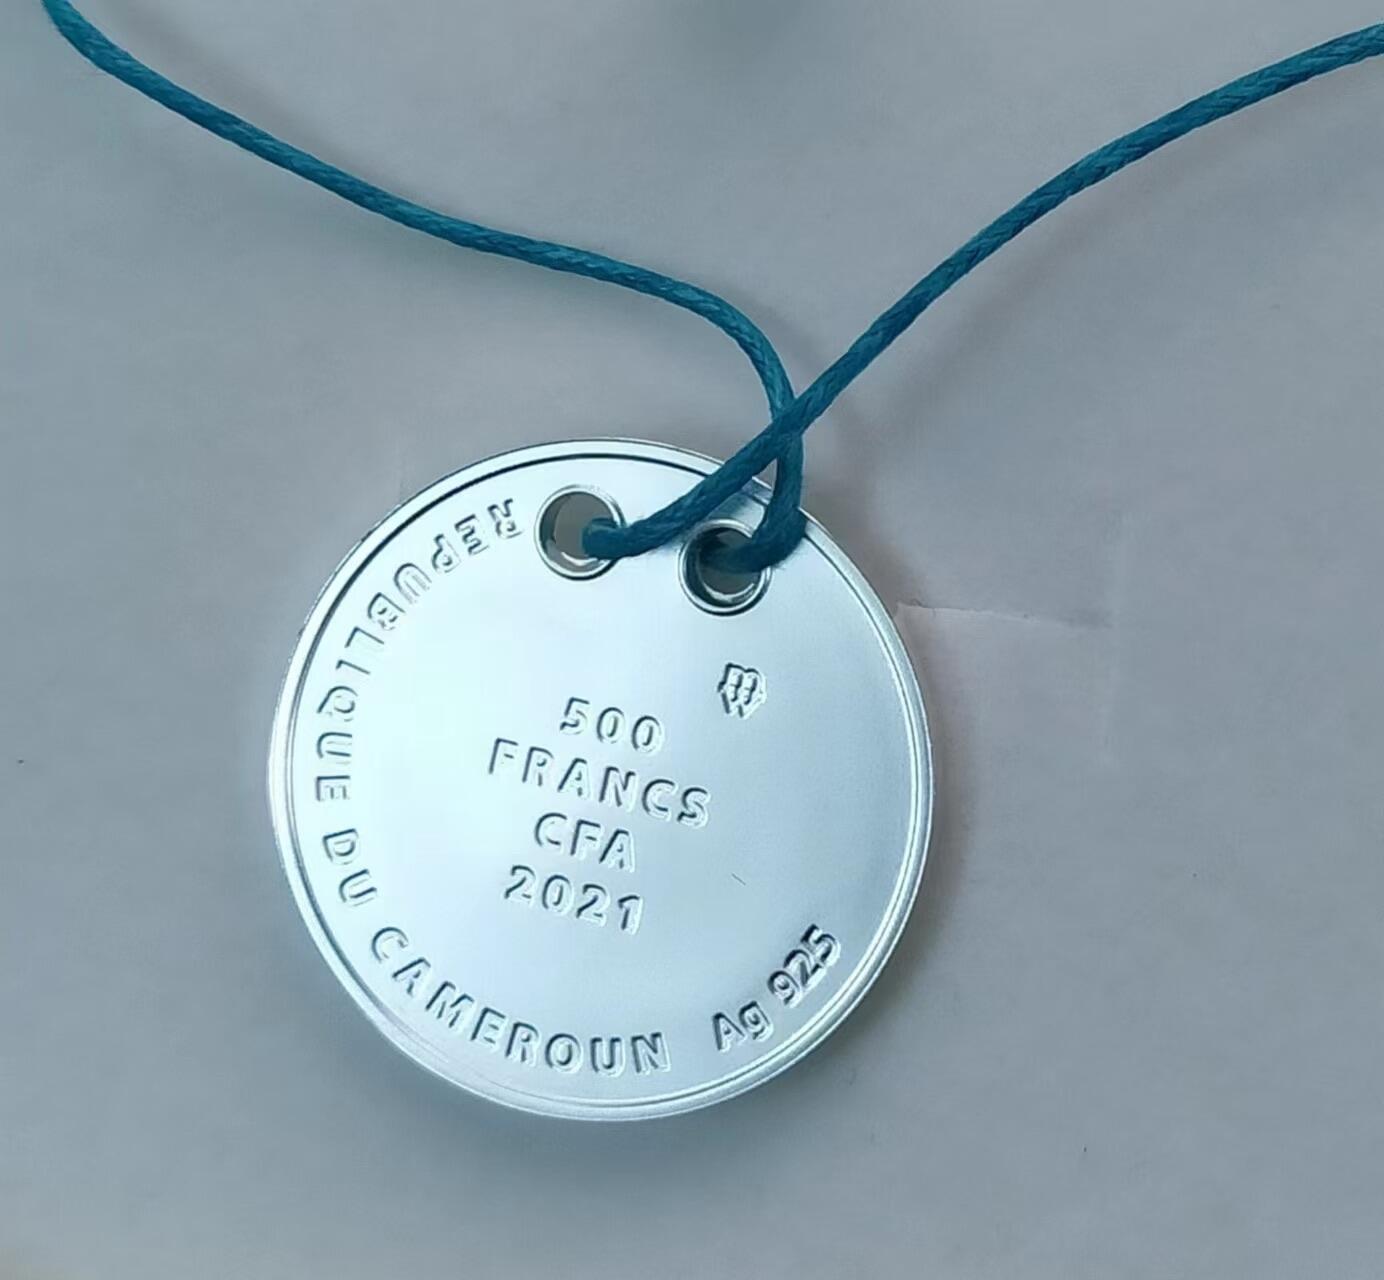 REPUBLIQUE DU CAMEROUN
500
FRANCS
CFA
2021
Ag 925